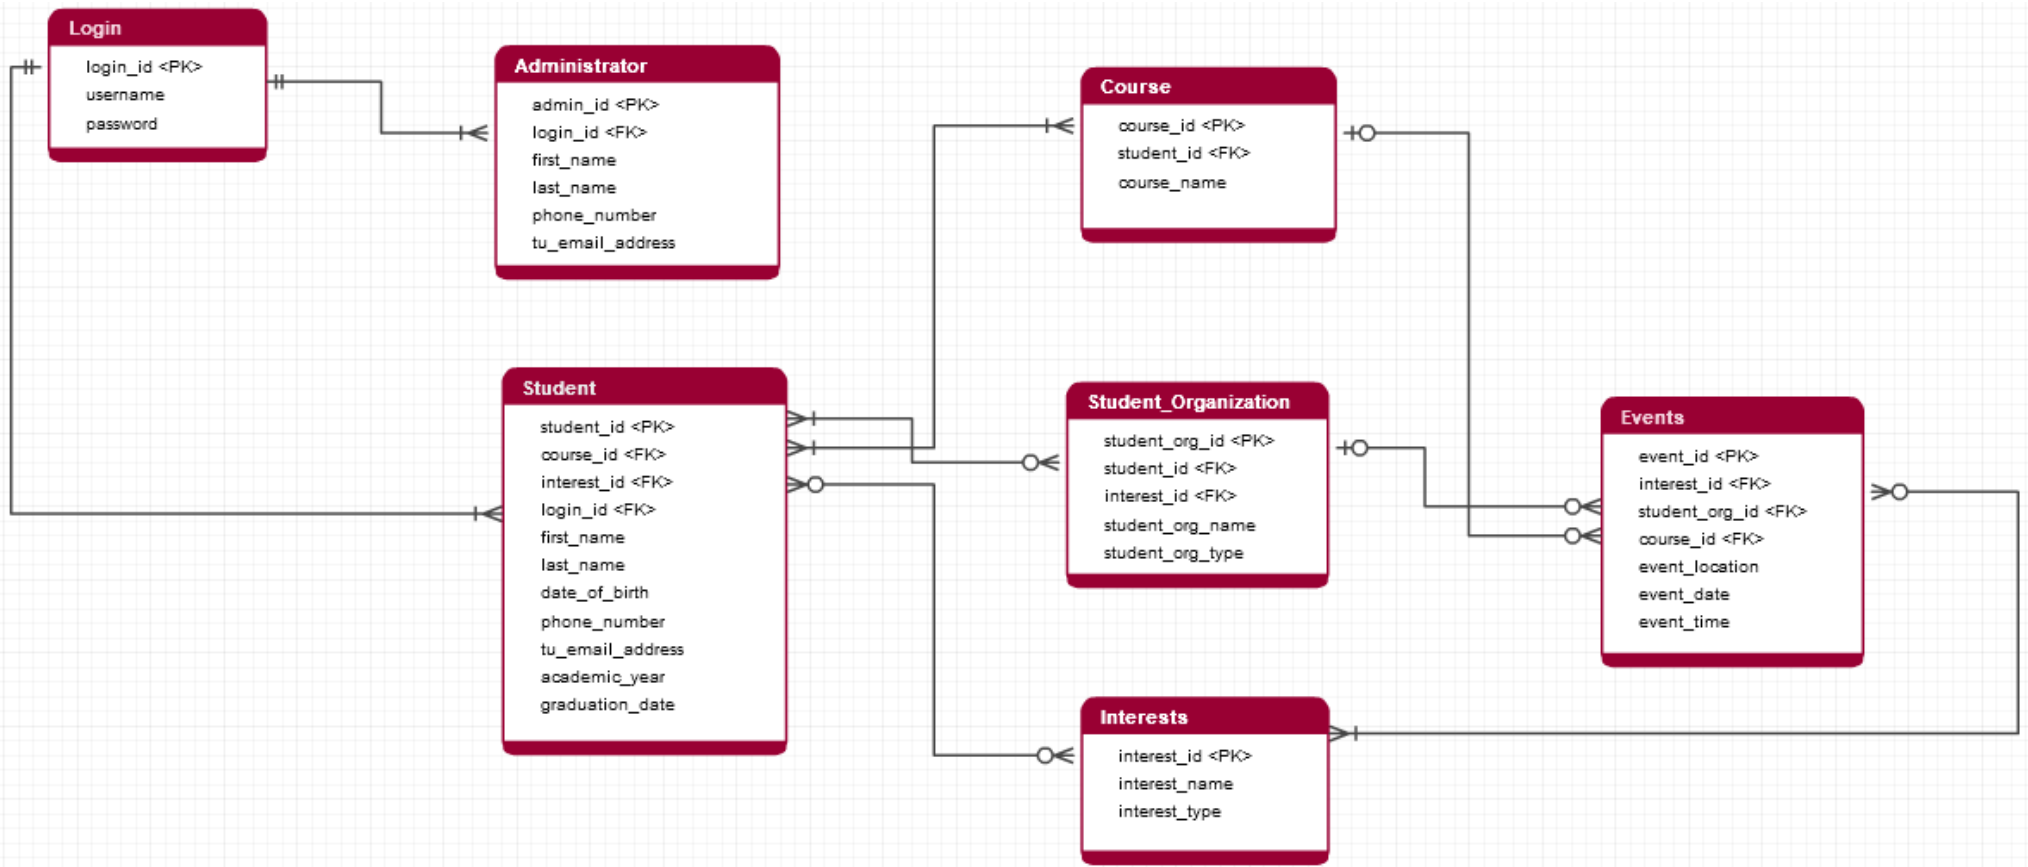 Login
login_id <PK>
username
password
Administrator
admin_id <PK>
login_id <FK>
first_name
last_name
phone_number
tu_email_address
Course
course_id <PK>
student_id <FK>
course_name
Student
student_id <PK>
course_id <FK>
interest_id <FK>
login_id <FK>
first_name
last_name
date_of_birth
phone_number
tu_email_address
academic_year
graduation_date
Student_Organization
student_org_id <PK>
student_id <FK>
interest_id <FK>
student_org_name
student_org_type
Events
event_id <PK>
interest_id <FK>
student_org_id <FK>
course_id <FK>
event_location
event_date
event_time
Interests
interest_id <PK>
interest_name
interest_type